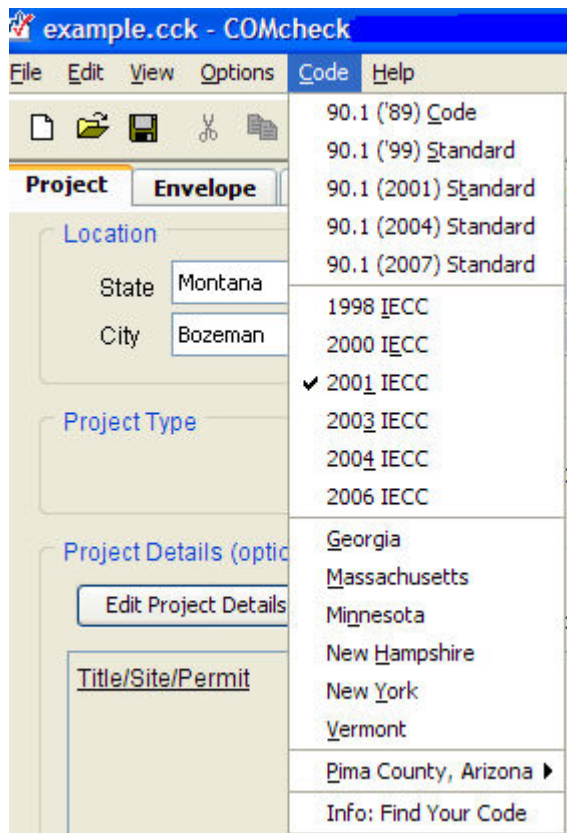 example.cck - COMcheck
File Edit View Options Code Help
90.1 ('89) Code
90.1 ('99) Standard
90.1 (2001) Standard
90.1 (2004) Standard
90.1 (2007) Standard
1998 IECC
2000 IECC
2001 IECC
2003 IECC
2004 IECC
2006 IECC
Georgia
Massachusetts
Minnesota
New Hampshire
New York
Vermont
Pima County, Arizona
Info: Find Your Code
Project Envelope
Location
State Montana
City Bozeman
Project Type
Project Details (optio
Edit Project Details
Title/Site/Permit